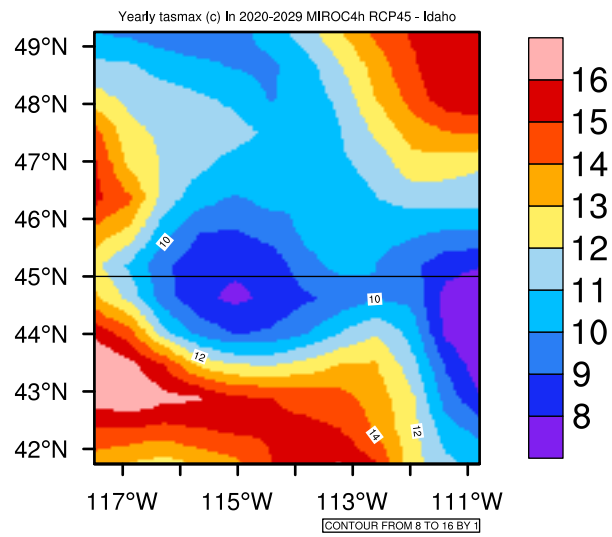 Yearly tasmax (c) In 2020-2029 MIROC4h RCP45 - Idaho
49°N
48°N
47°N
46°N
45°N
44°N
43°N
42°N
10
10
12
14
12
117°W
115°W
113°W
111°W
16
15
14
13
12
11
10
9
8
CONTOUR FROM 8 TO 16 BY 1